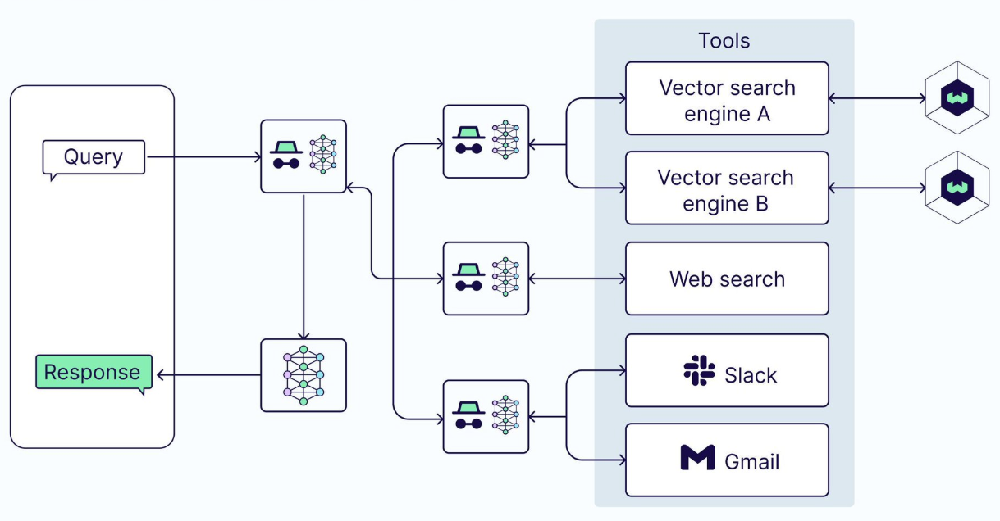 Tools
Query
Response
Vector search
engine A
Vector search
engine B
Web search
Slack
Gmail